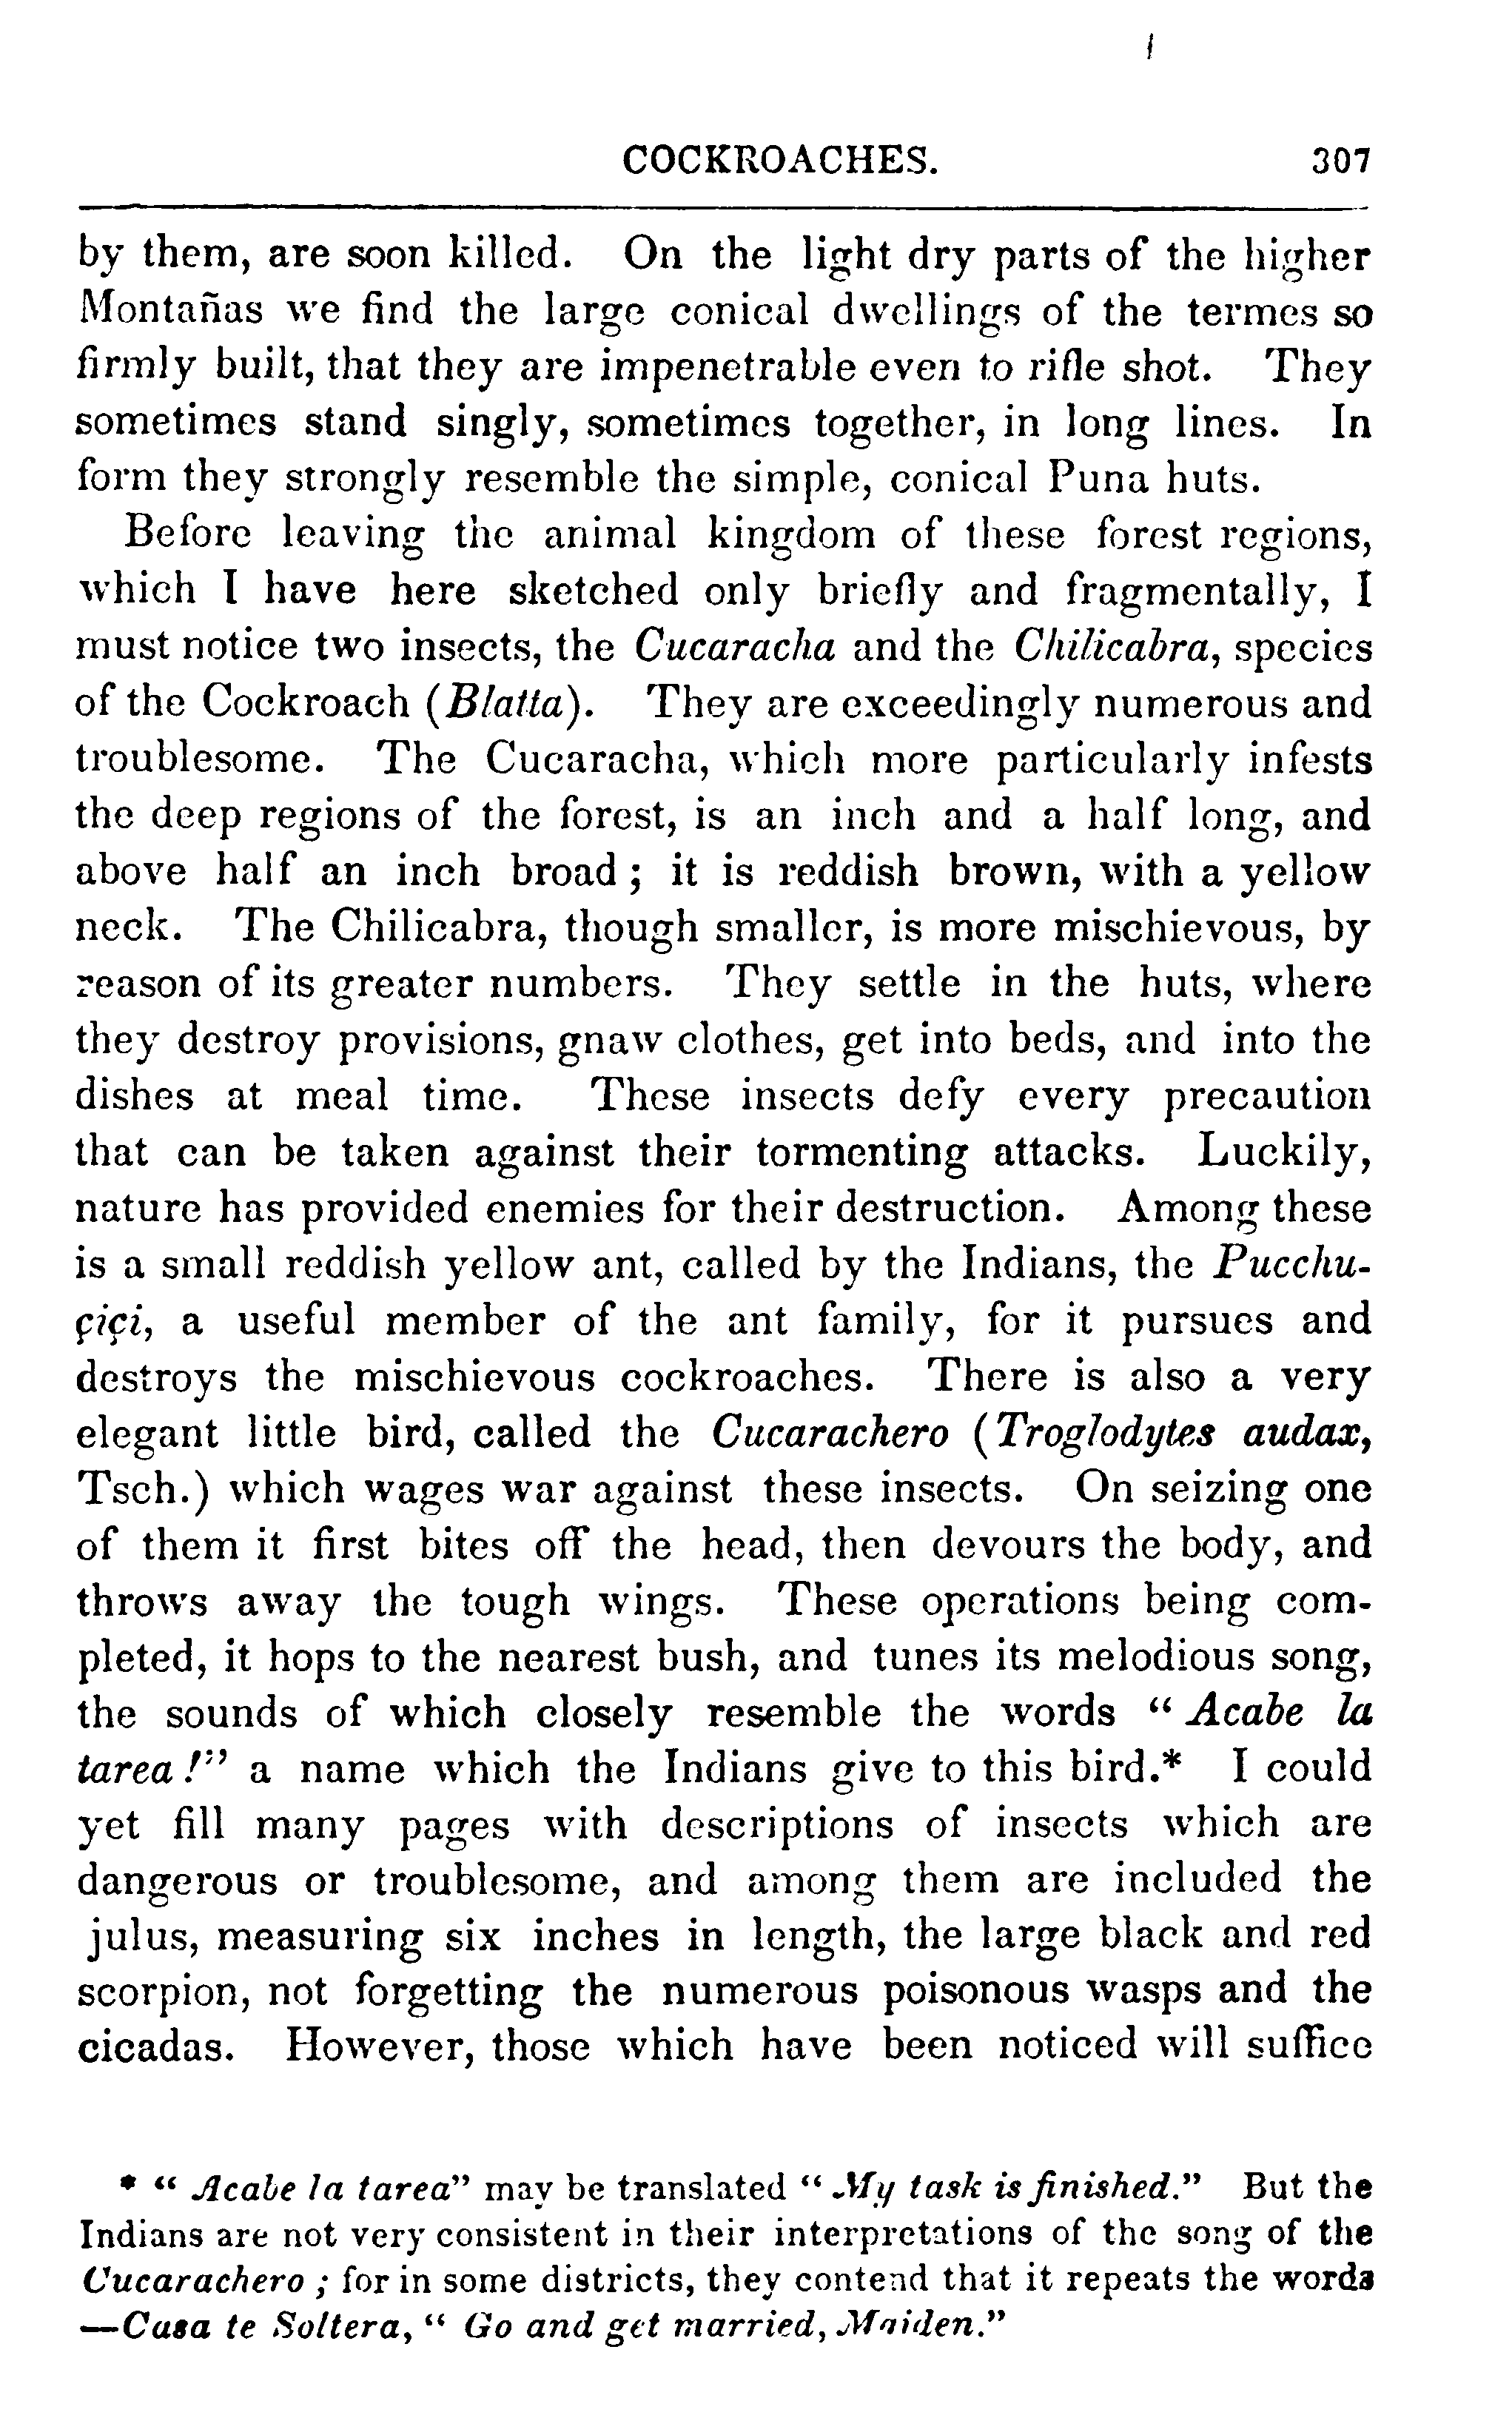 COCKROACHES. 307
by them, are soon killed. On the light dry parts of the higher
Montañas we find the large conical dwellings of the termes so
firmly built, that they are impenetrable even to rifle shot. They
sometimes stand singly, sometimes together, in long lines. In
form they strongly resemble the simple, conical Puna huts.
Before leaving the animal kingdom of these forest regions,
which I have here sketched only briefly and fragmentally, I
must notice two insects, the Cucaracha and the Chilicabra, species
of the Cockroach (Blatta). They are exceedingly numerous and
troublesome. The Cucaracha, which more particularly infests
the deep regions of the forest, is an inch and a half long, and
above half an inch broad; it is reddish brown, with a yellow
neck. The Chilicabra, though smaller, is more mischievous, by
reason of its greater numbers. They settle in the huts, where
they destroy provisions, gnaw clothes, get into beds, and into the
dishes at meal time. These insects defy every precaution
that can be taken against their tormenting attacks. Luckily,
nature has provided enemies for their destruction. Among these
is a small reddish yellow ant, called by the Indians, the Pucchu-
çiçi, a useful member of the ant family, for it pursues and
destroys the mischievous cockroaches. There is also a very
elegant little bird, called the Cucarachero (Troglodytes audax,
Tsch.) which wages war against these insects. On seizing one
of them it first bites off the head, then devours the body, and
throws away the tough wings. These operations being com-
pleted, it hops to the nearest bush, and tunes its melodious song,
the sounds of which closely resemble the words "Acabe la
tarea!" a name which the Indians give to this bird.* I could
yet fill many pages with descriptions of insects which are
dangerous or troublesome, and among them are included the
julus, measuring six inches in length, the large black and red
scorpion, not forgetting the numerous poisonous wasps and the
cicadas. However, those which have been noticed will suffice
* "Acabe la tarea" may be translated "My task is finished." But the
Indians are not very consistent in their interpretations of the song of the
Cucarachero; for in some districts, they contend that it repeats the words
—Casa te Soltera, "Go and get married, Maiden."